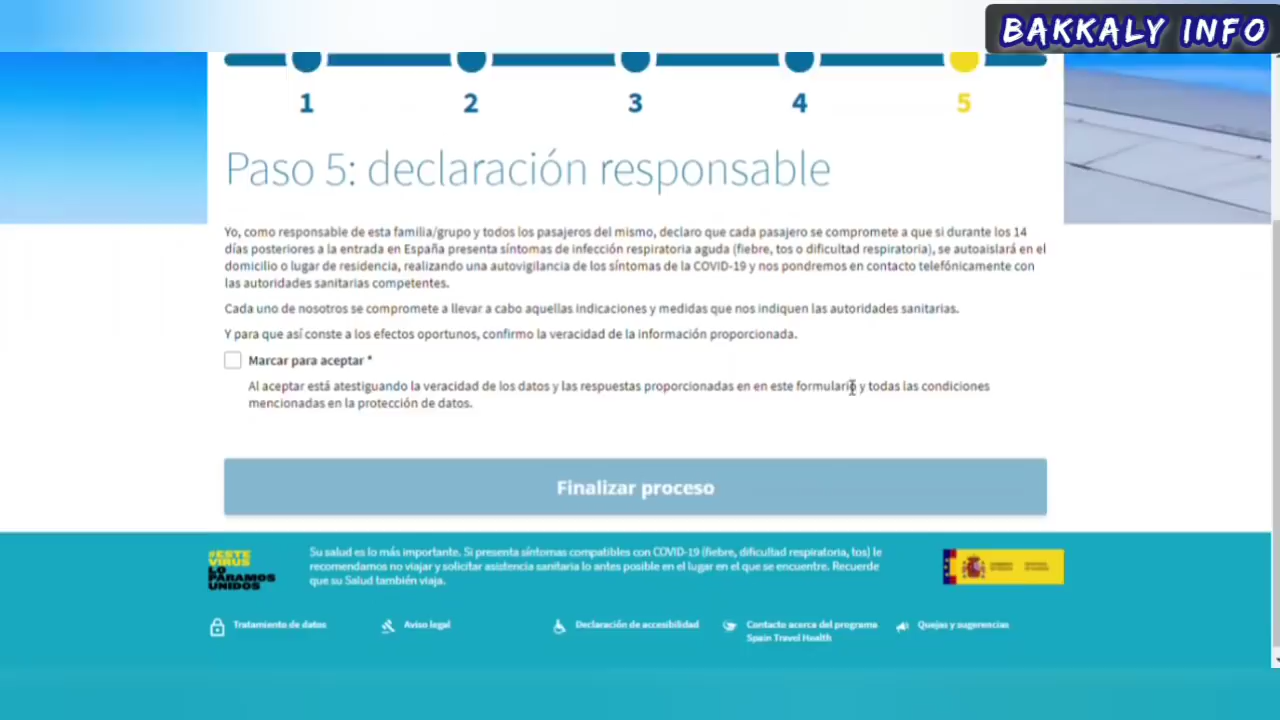 BAKKALY INFO
1 2 3 4 5
Paso 5: declaración responsable
Yo, como responsable de esta familia/grupo y todos los pasajeros del mismo, declaro que cada pasajero se compromete a que si durante los 14
días posteriores a la entrada en España presenta síntomas de infección respiratoria aguda (fiebre, tos o dificultad respiratoria), se autoaislará en el
domicilio o lugar de residencia, realizando una autovigilancia de los síntomas de la COVID-19 y nos pondremos en contacto telefónicamente con
las autoridades sanitarias competentes.
Cada uno de nosotros se compromete a llevar a cabo aquellas indicaciones y medidas que nos indiquen las autoridades sanitarias.
Y para que así conste a los efectos oportunos, confirmo la veracidad de la información proporcionada.
Marcar para aceptar *
Al aceptar está atestiguando la veracidad de los datos y las respuestas proporcionadas en en este formulario y todas las condiciones
mencionadas en la protección de datos.
Finalizar proceso
#ESTE
VIRUS
LO
PARAMOS
UNIDOS
Su salud es lo más importante. Si presenta síntomas compatibles con COVID-19 (fiebre, dificultad respiratoria, tos) le
recomendamos no viajar y solicitar asistencia sanitaria lo antes posible en el lugar en el que se encuentre. Recuerde
que su Salud también viaja.
Tratamiento de datos
Aviso legal
Declaración de accesibilidad
Contacto acerca del programa
Spain Travel Health
Quejas y sugerencias